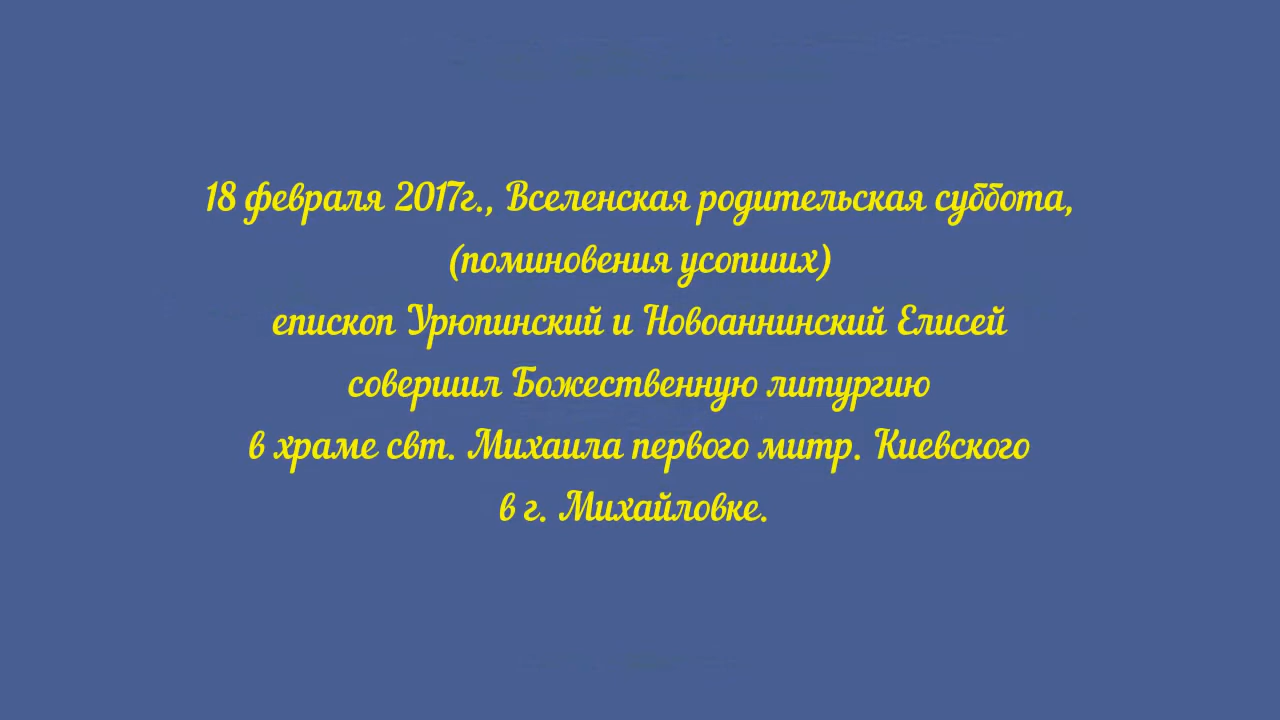 18 февраля 2017г., Вселенская родительская суббота,
(поминовения усопших)
епископ Урюпинский и Новоаннинский Елисей
совершил Божественную литургию
в храме свт. Михаила первого митр. Киевского
в г. Михайловке.